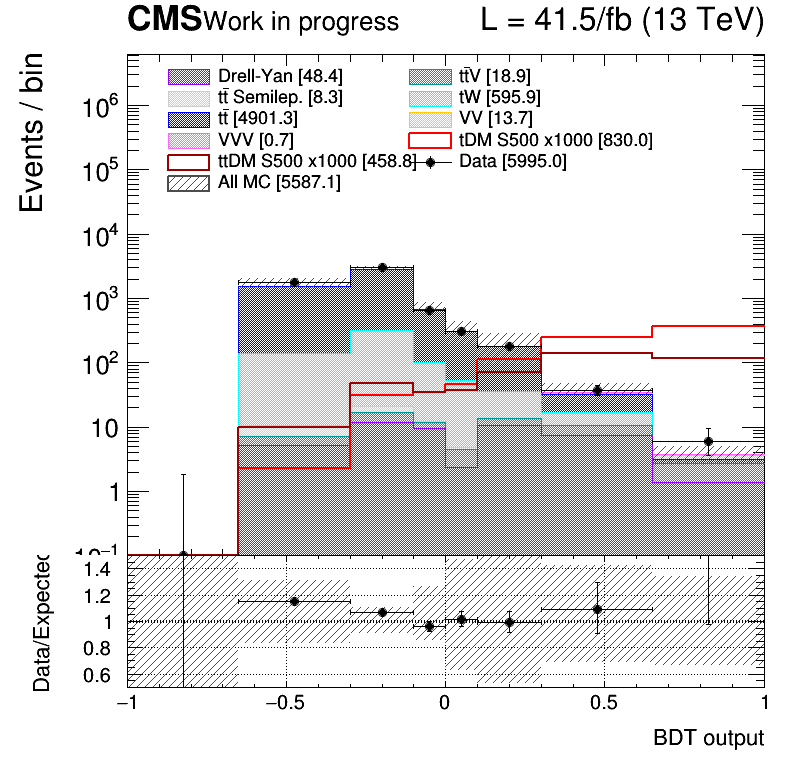 CMS Work in progress L = 41.5/fb (13 TeV)
Events / bin
Drell-Yan [48.4] tt̄V [18.9]
tt̄ Semilep. [8.3] tW [595.9]
tt̄ [4901.3] VV [13.7]
VVV [0.7] tDM S500 x1000 [830.0]
ttDM S500 x1000 [458.8] Data [5995.0]
All MC [5587.1]
10⁶
10⁵
10⁴
10³
10²
10
1
10⁻¹
Data/Expected
1.4
1.2
1
0.8
0.6
−1 −0.5 0 0.5 1
BDT output